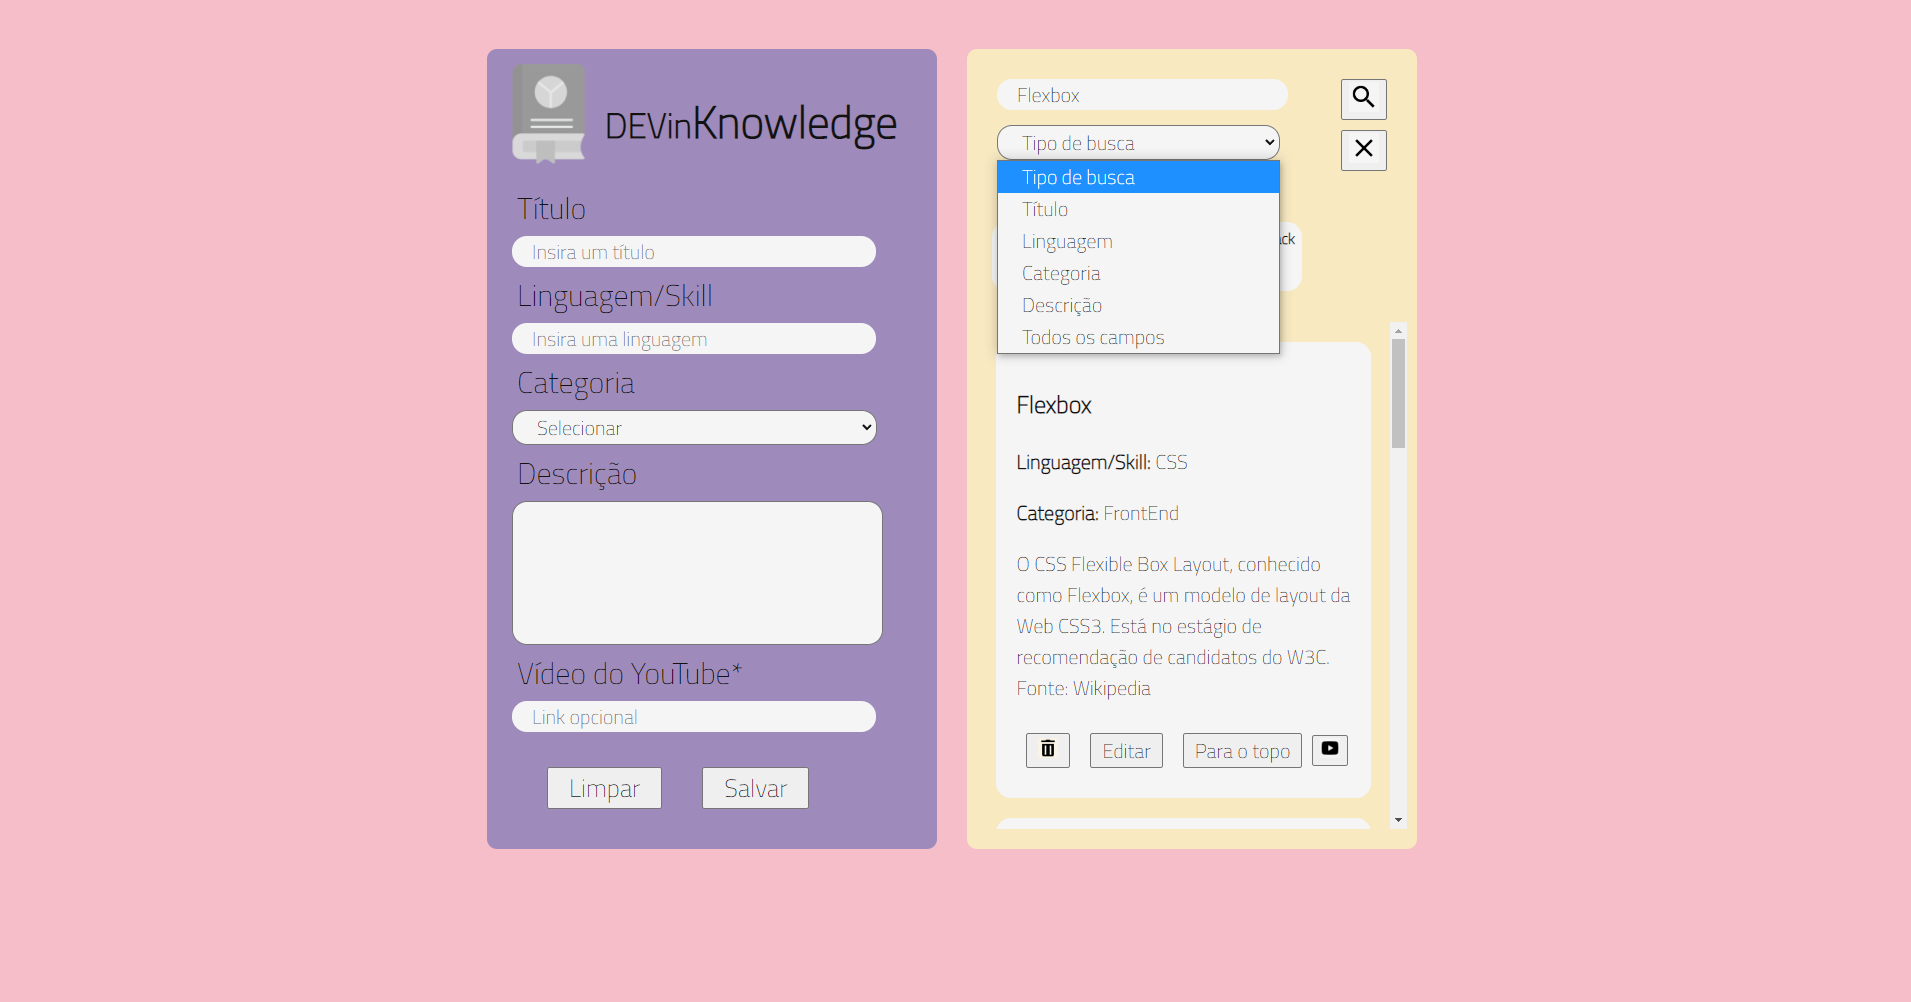 DEVinKnowledge
Título
Insira um título
Linguagem/Skill
Insira uma linguagem
Categoria
Selecionar
Descrição
Vídeo do YouTube*
Link opcional
Limpar
Salvar
Flexbox
Tipo de busca
Tipo de busca
Título
Linguagem
Categoria
Descrição
Todos os campos
Flexbox
Linguagem/Skill: CSS
Categoria: FrontEnd
O CSS Flexible Box Layout, conhecido
como Flexbox, é um modelo de layout da
Web CSS3. Está no estágio de
recomendação de candidatos do W3C.
Fonte: Wikipedia
Editar
Para o topo